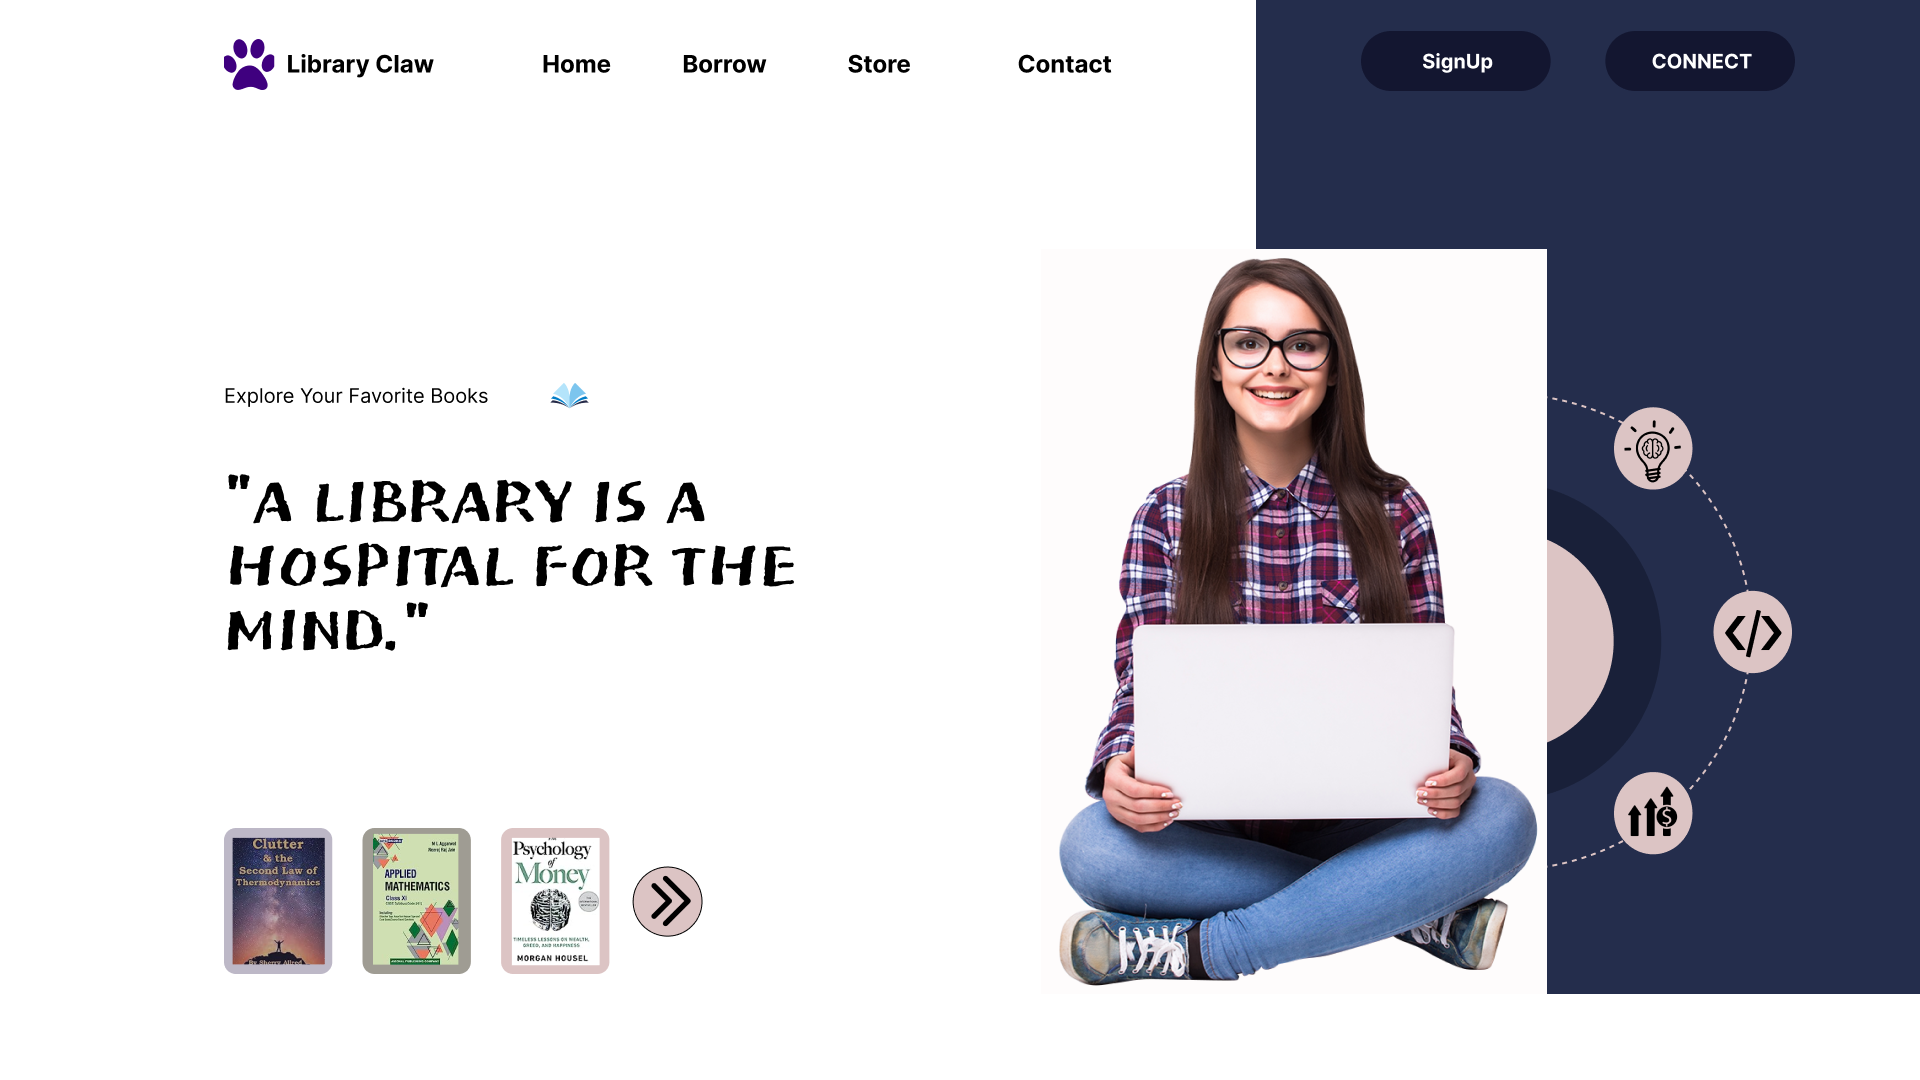 Library Claw
Home
Borrow
Store
Contact
SignUp
CONNECT
Explore Your Favorite Books
"A LIBRARY IS A
HOSPITAL FOR THE
MIND."
Clutter
& the
Second Law of
Thermodynamics
By Sherry Allred
M L Aggarwal
APPLIED
MATHEMATICS
Class XI
Psychology
of
Money
TIMELESS LESSONS ON WEALTH,
GREED, AND HAPPINESS
MORGAN HOUSEL
$